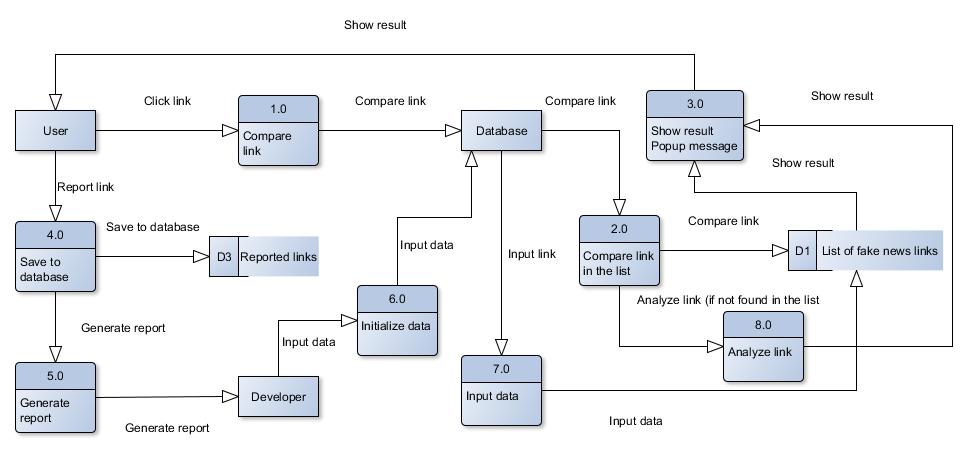 Show result
Click link
Compare link
Compare link
Show result
1.0
Compare
link
User
Database
3.0
Show result
Popup message
Show result
Report link
4.0
Save to
database
Save to database
D3 Reported links
Input data
Input link
2.0
Compare link
in the list
Compare link
D1 List of fake news links
6.0
Initialize data
Analyze link (if not found in the list
8.0
Analyze link
Generate report
Input data
5.0
Generate
report
Developer
7.0
Input data
Generate report
Input data